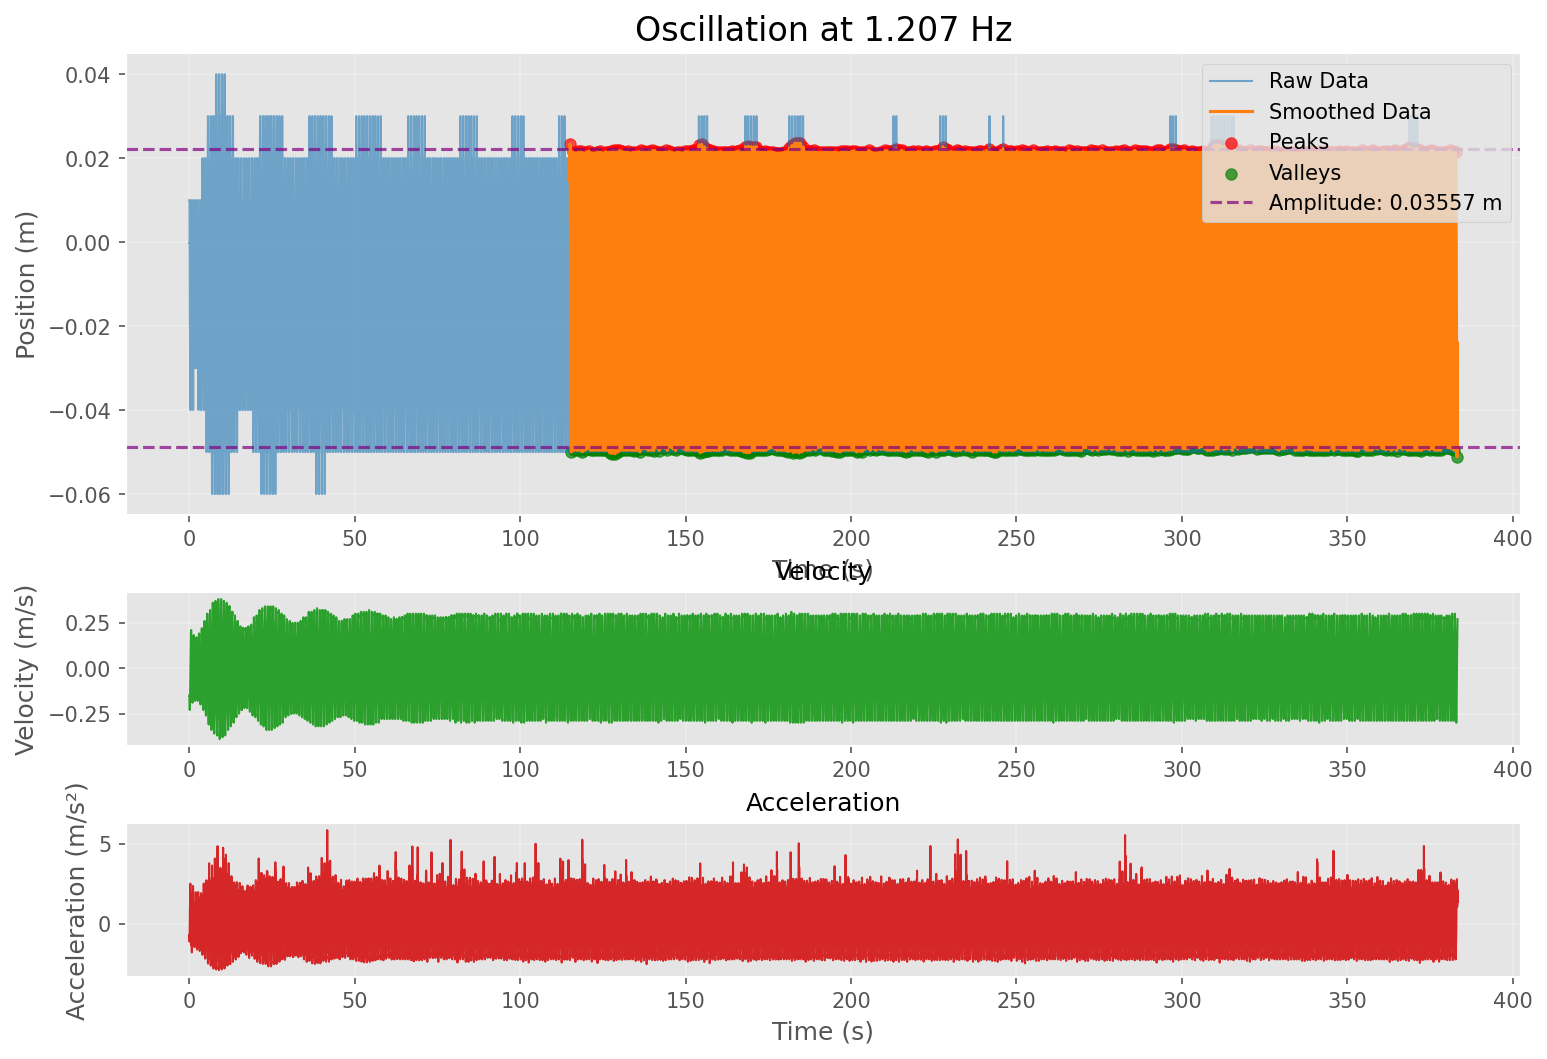 Oscillation at 1.207 Hz
Position (m)
0.04
0.02
0.00
−0.02
−0.04
−0.06
Raw Data
Smoothed Data
Peaks
Valleys
Amplitude: 0.03557 m
0 50 100 150 200 250 300 350 400
Time (s)
Velocity
Velocity (m/s)
0.25
0.00
−0.25
0 50 100 150 200 250 300 350 400
Acceleration
Acceleration (m/s²)
5
0
0 50 100 150 200 250 300 350 400
Time (s)